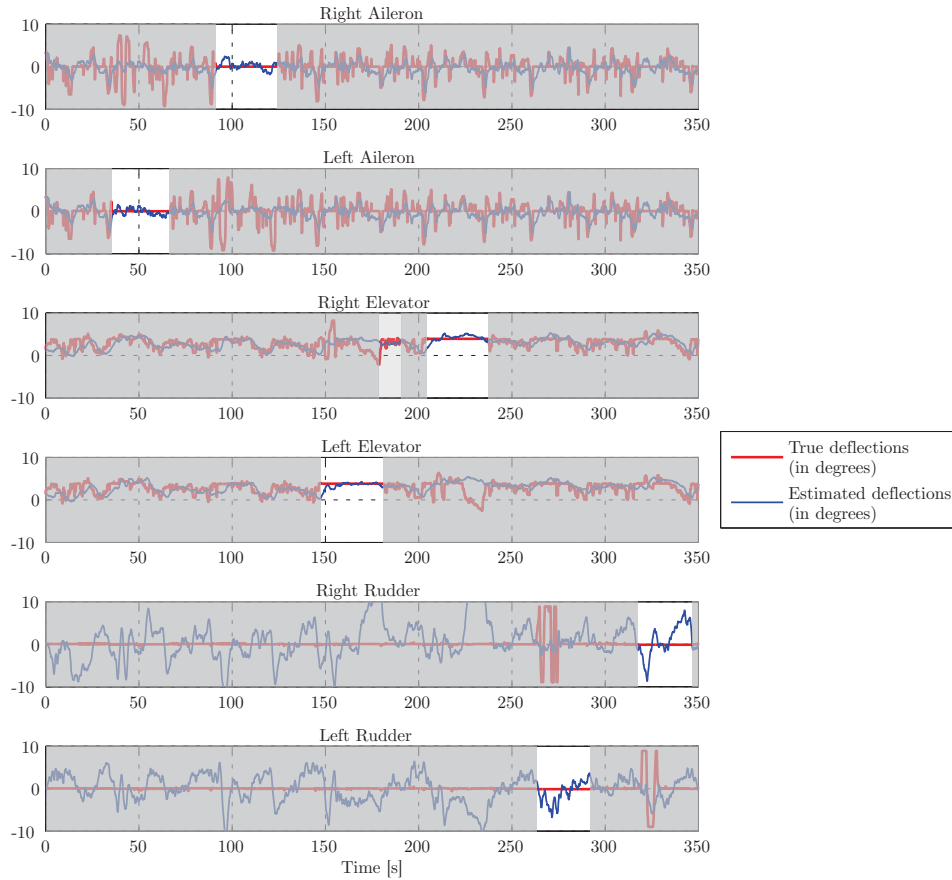 Right Aileron
10
0
-10
0 50 100 150 200 250 300 350
Left Aileron
10
0
-10
0 50 100 150 200 250 300 350
Right Elevator
10
0
-10
0 50 100 150 200 250 300 350
Left Elevator
10
0
-10
0 50 100 150 200 250 300 350
True deflections
(in degrees)
Estimated deflections
(in degrees)
Right Rudder
10
0
-10
0 50 100 150 200 250 300 350
Left Rudder
10
0
-10
0 50 100 150 200 250 300 350
Time [s]